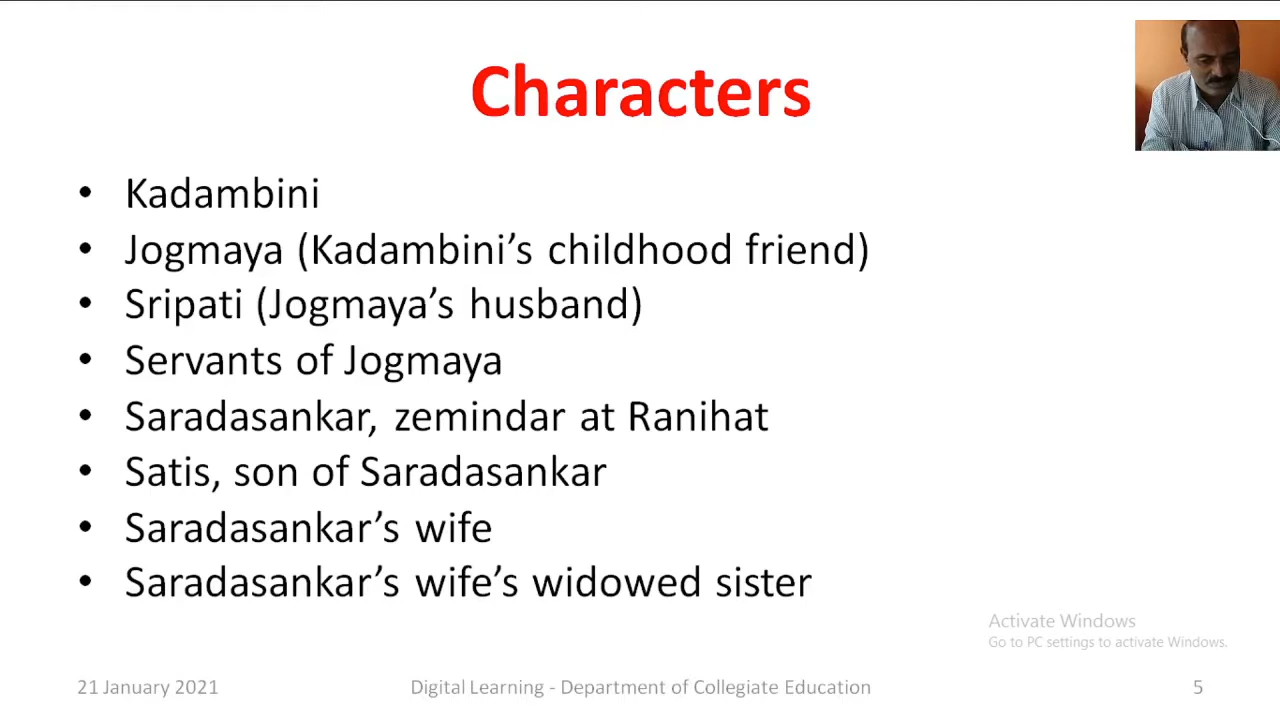 Characters
• Kadambini
• Jogmaya (Kadambini’s childhood friend)
• Sripati (Jogmaya’s husband)
• Servants of Jogmaya
• Saradasankar, zemindar at Ranihat
• Satis, son of Saradasankar
• Saradasankar’s wife
• Saradasankar’s wife’s widowed sister
Activate Windows
Go to PC settings to activate Windows.
21 January 2021
Digital Learning - Department of Collegiate Education
5